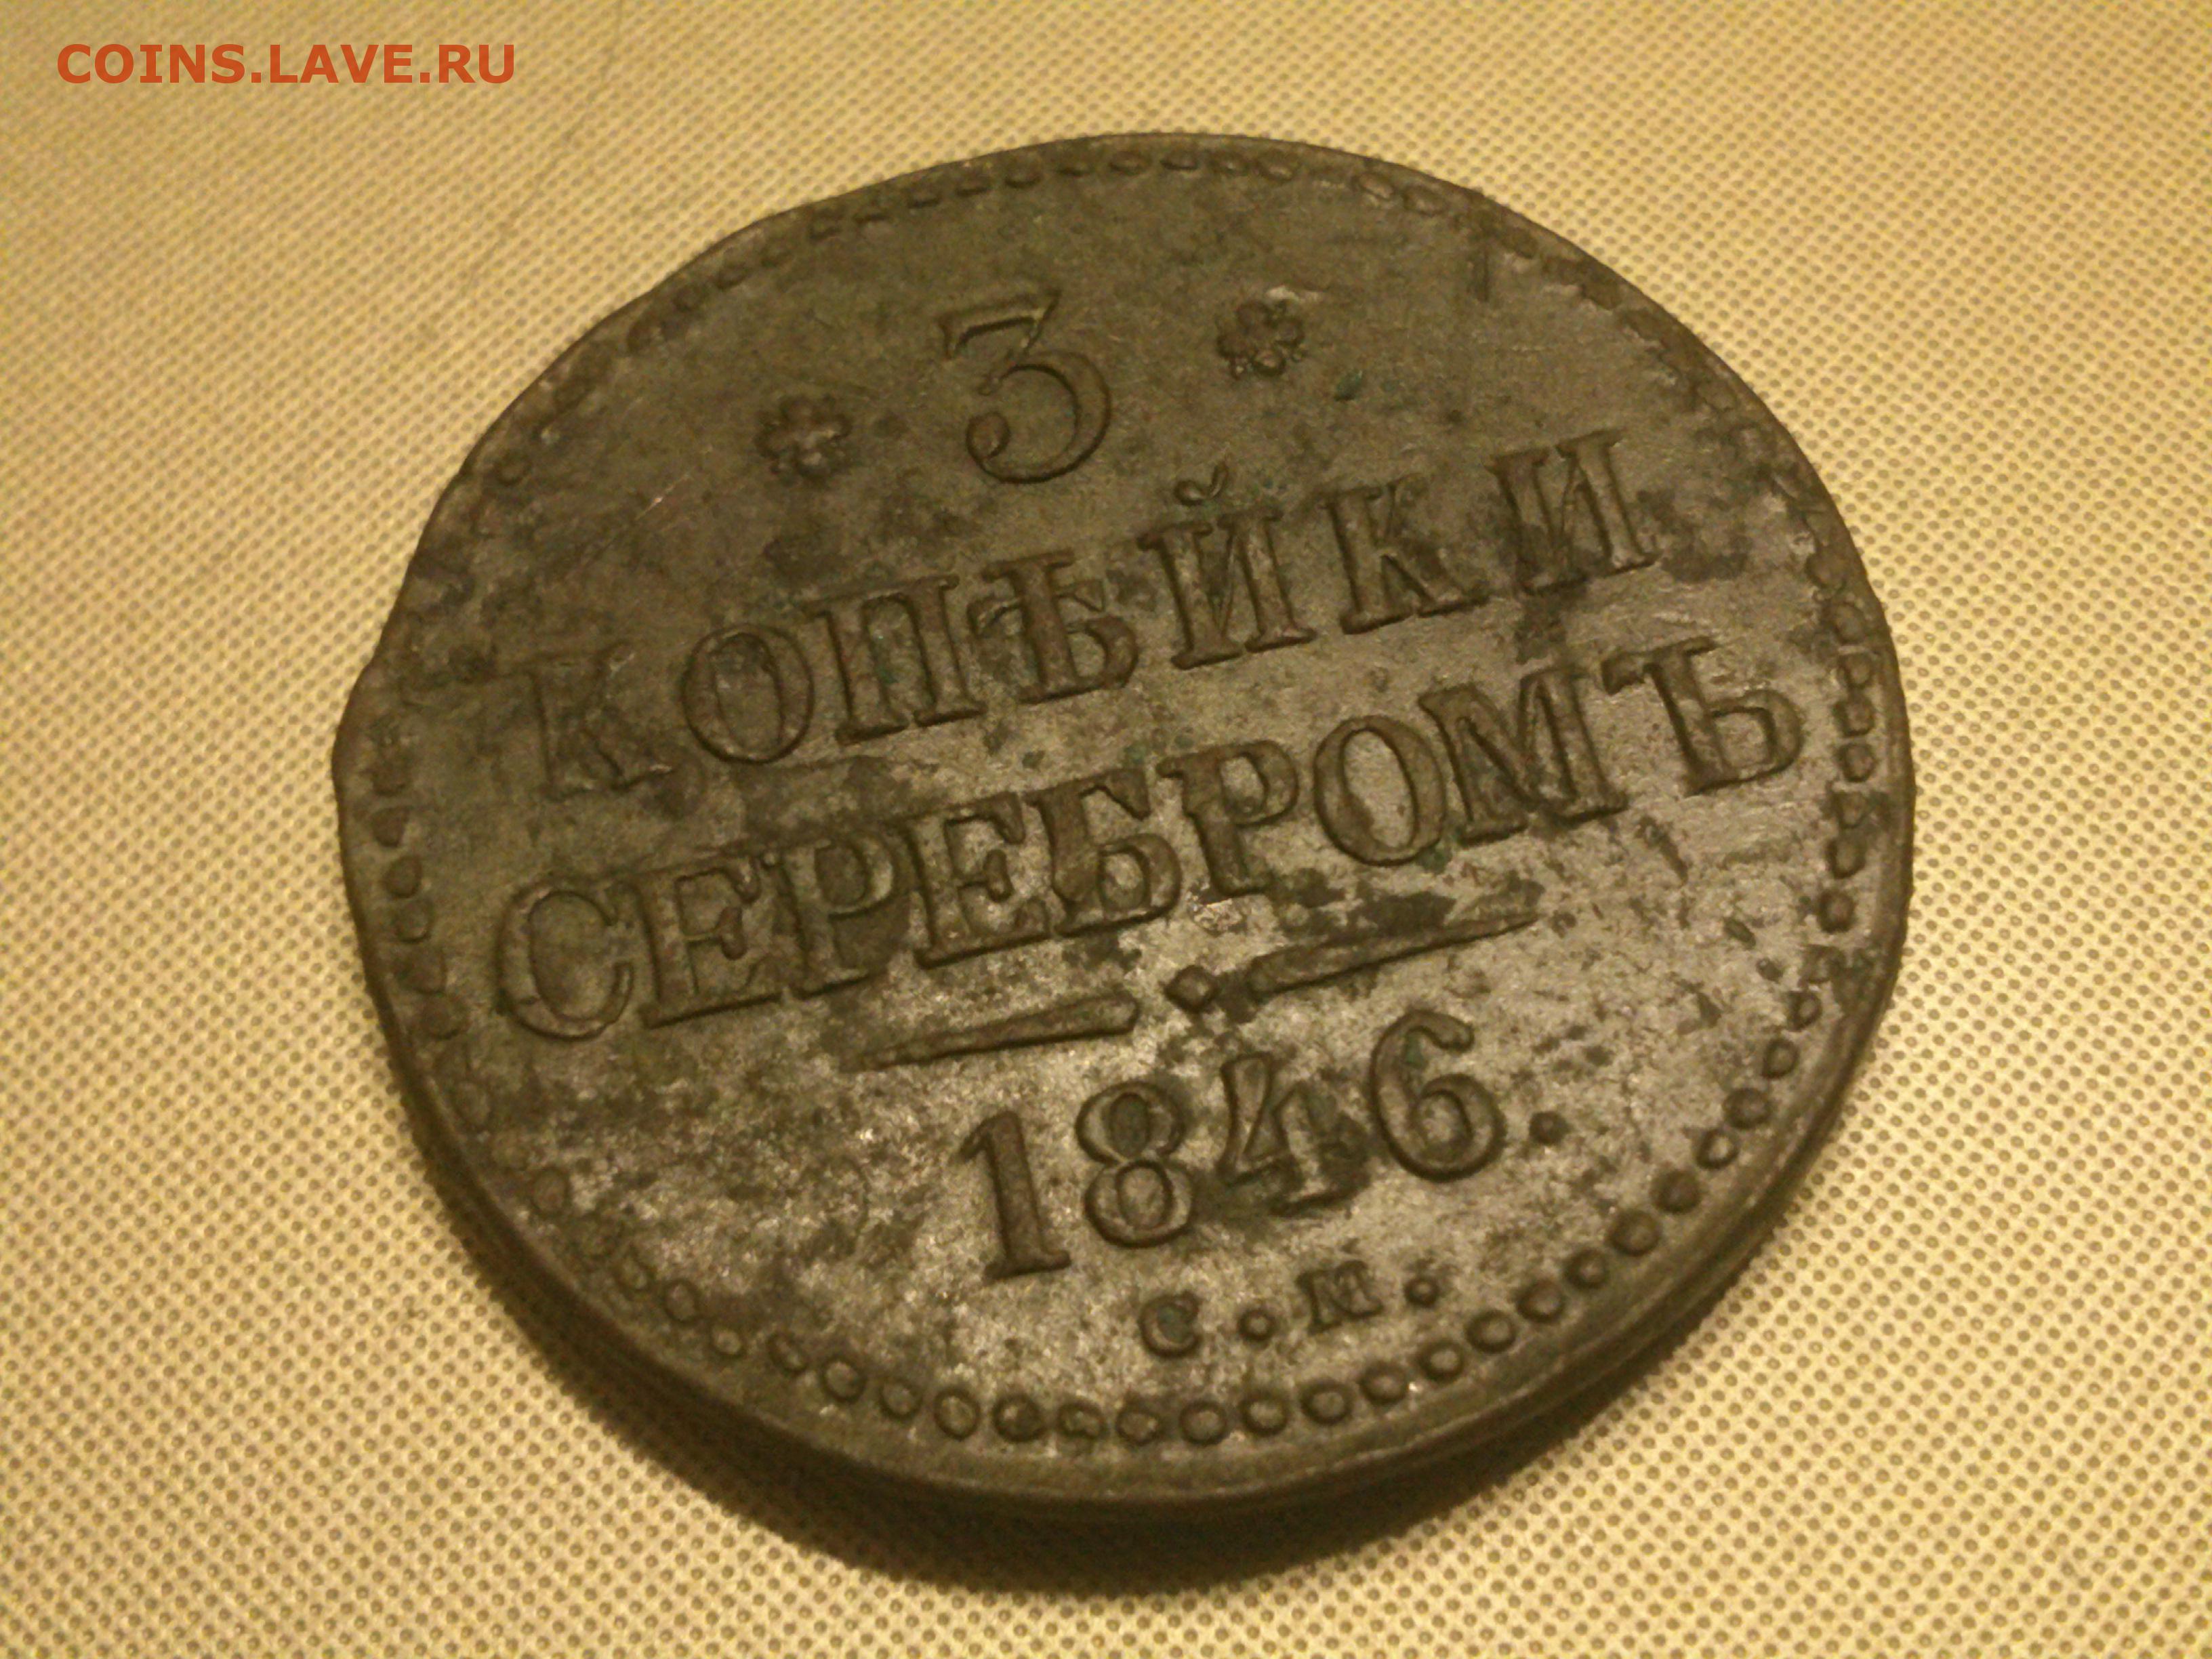 COINS.LAVE.RU
* 3 *
КОПѢЙКИ
СЕРЕБРОМЪ
1846.
С. М.